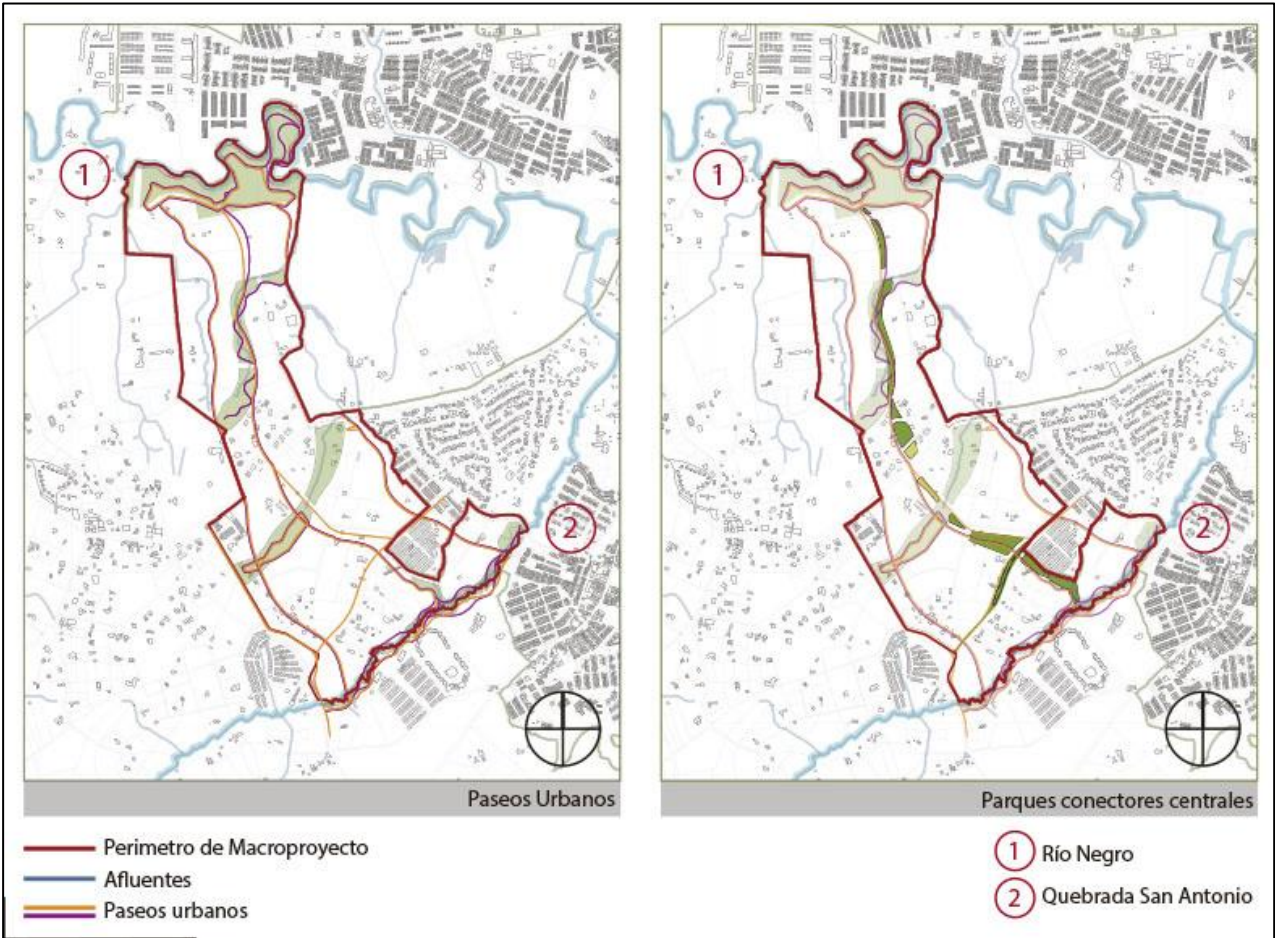 1
2
1
2
Paseos Urbanos
Parques conectores centrales
Perimetro de Macroproyecto
Afluentes
Paseos urbanos
1 Río Negro
2 Quebrada San Antonio